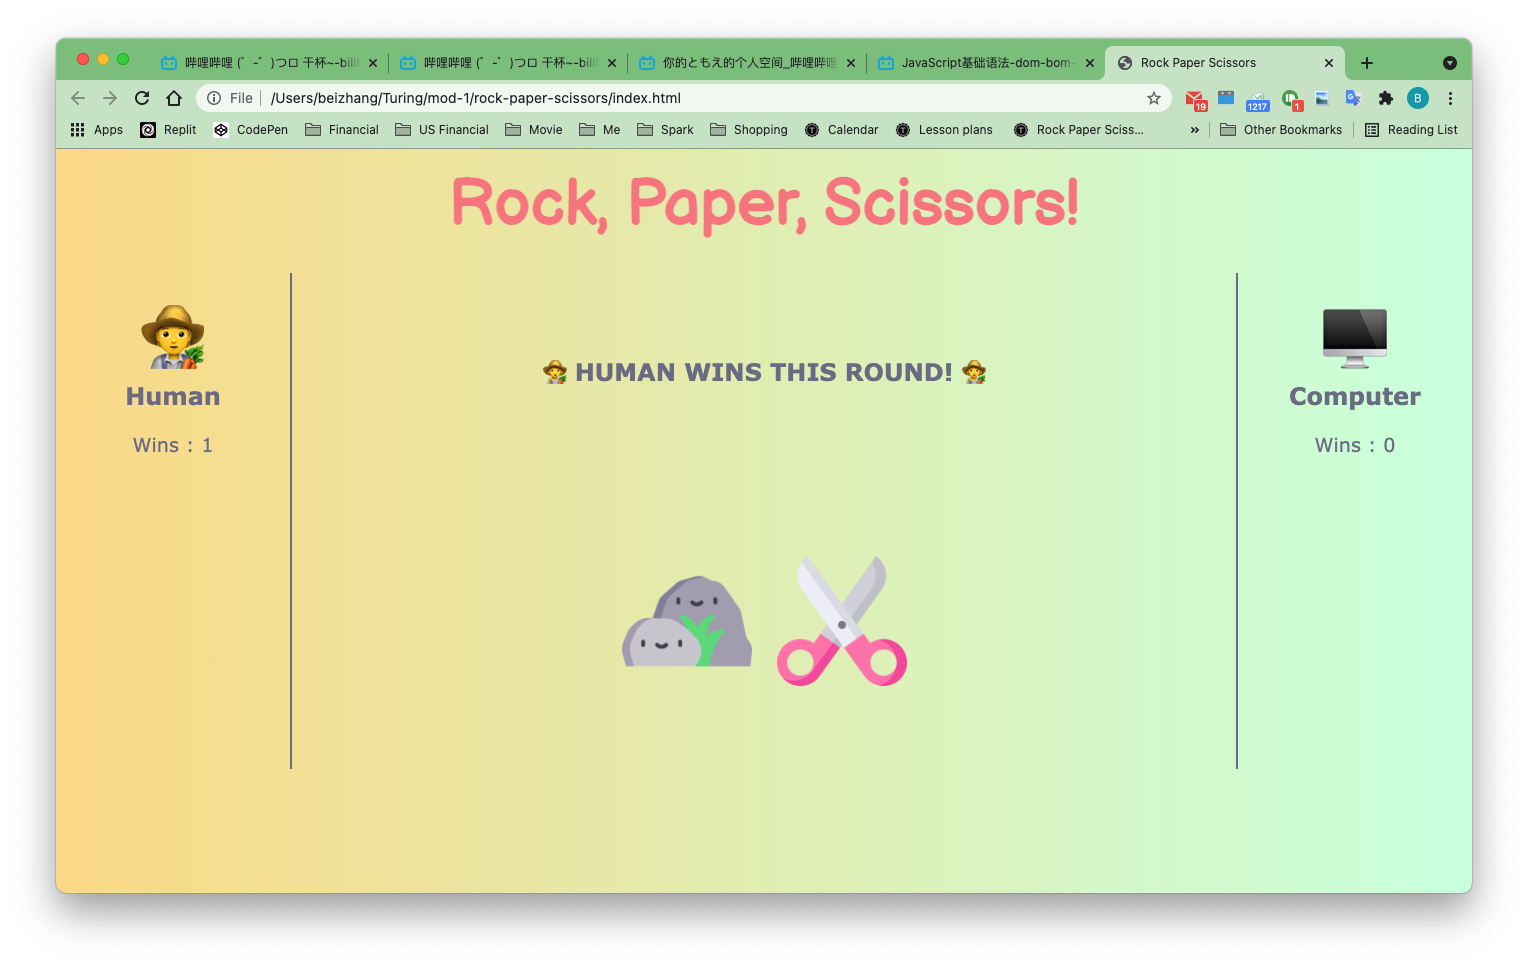 哔哩哔哩 (゜-゜)つロ 干杯~-bili
哔哩哔哩 (゜-゜)つロ 干杯~-bili
你的ともえ的个人空间_哔哩哔哩
JavaScript基础语法-dom-bom-
Rock Paper Scissors
File
/Users/beizhang/Turing/mod-1/rock-paper-scissors/index.html
19
1217
1
B
Apps
Replit
CodePen
Financial
US Financial
Movie
Me
Spark
Shopping
Calendar
Lesson plans
Rock Paper Sciss...
»
Other Bookmarks
Reading List
Rock, Paper, Scissors!
HUMAN WINS THIS ROUND!
Human
Wins : 1
Computer
Wins : 0